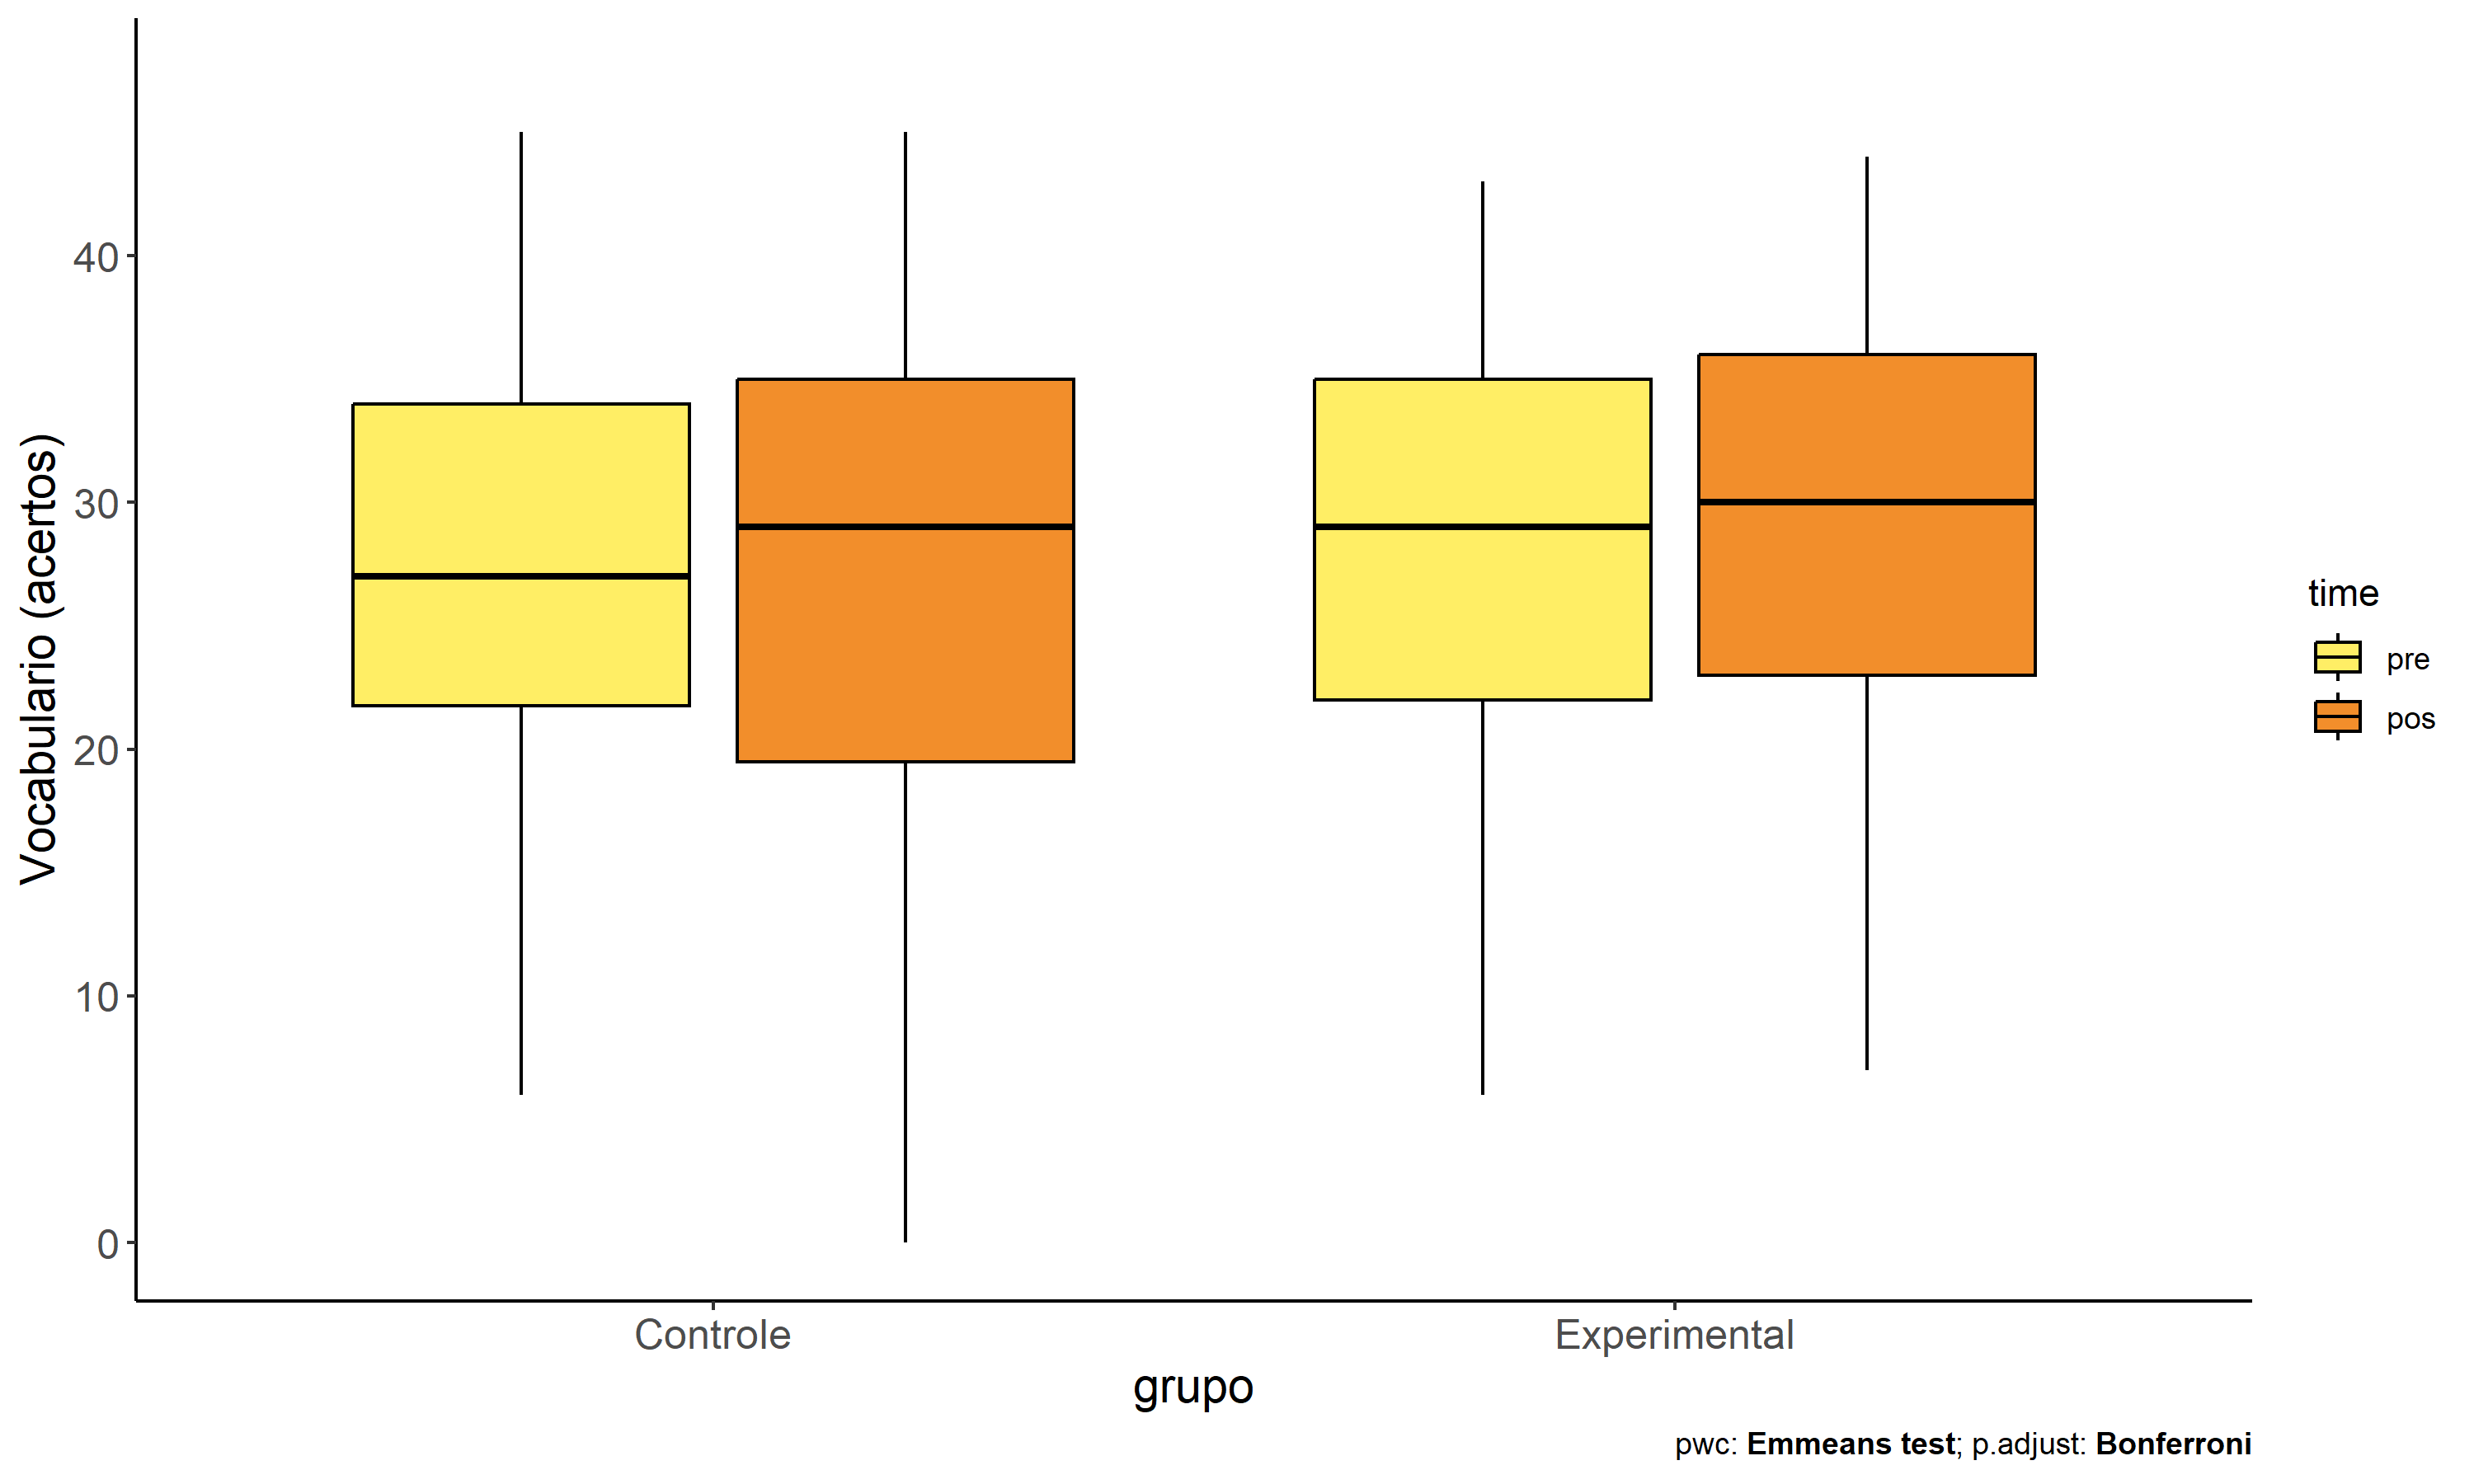 Vocabulario (acertos)
40
30
20
10
0
Controle
Experimental
grupo
time
pre
pos
pwc: Emmeans test; p.adjust: Bonferroni